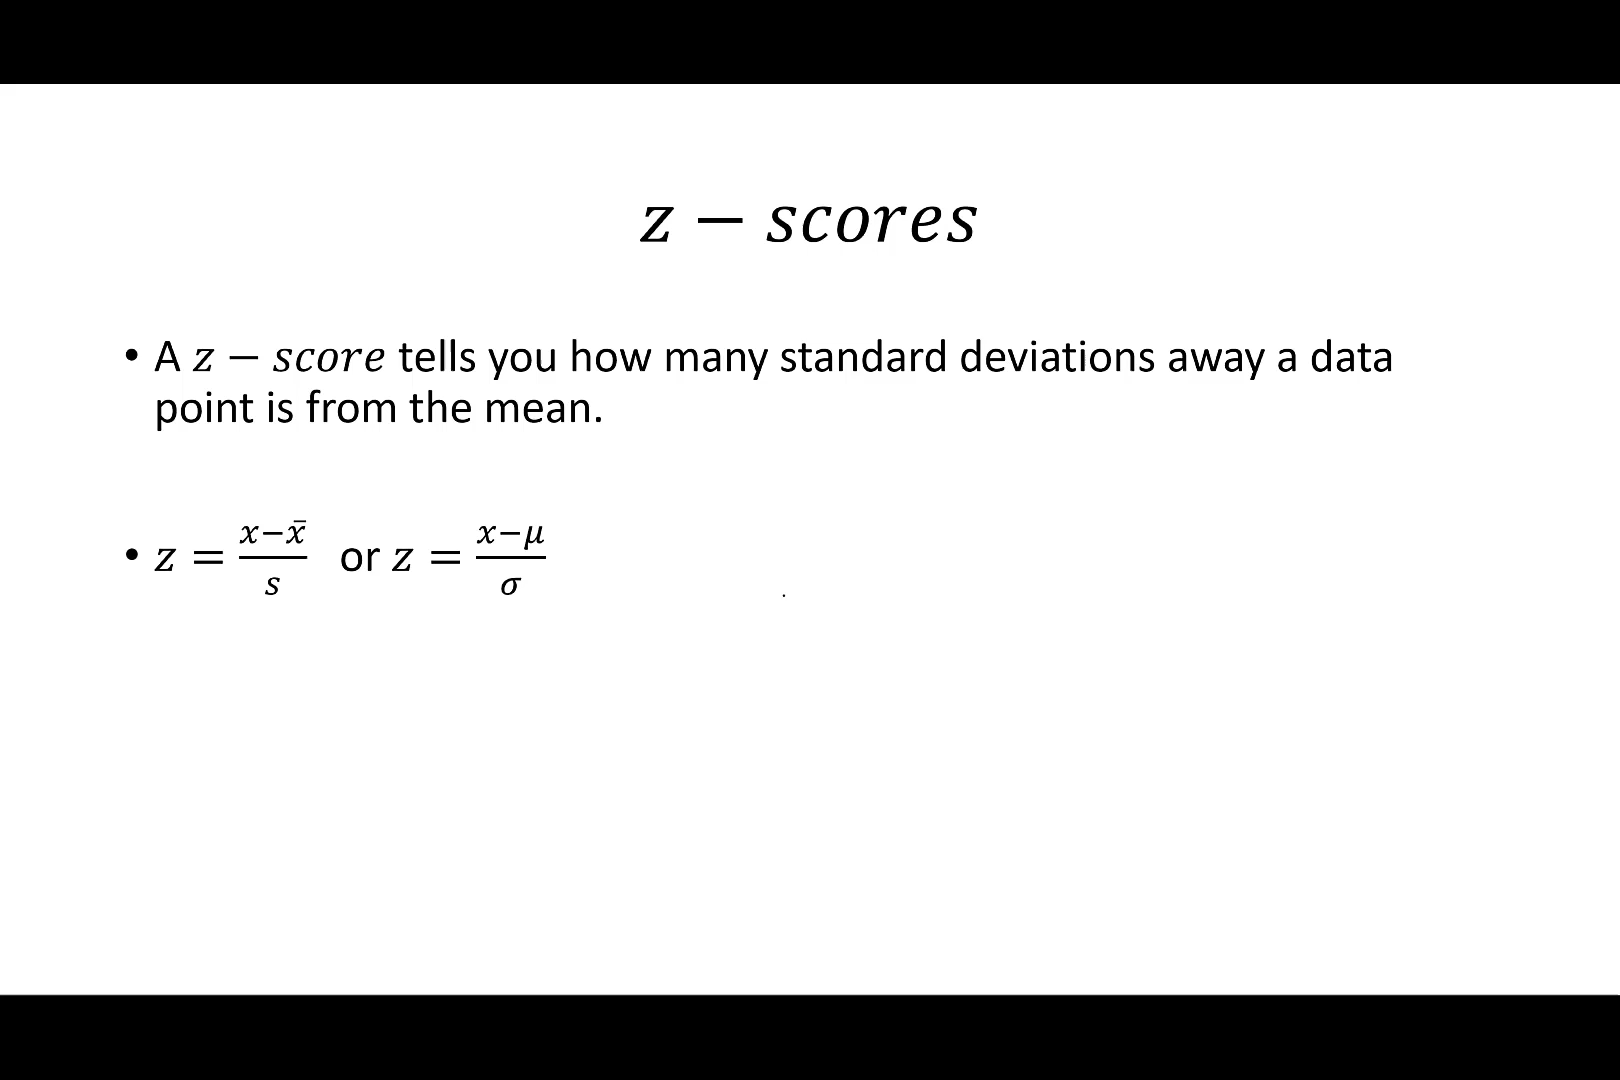 z − scores
• A z − score tells you how many standard deviations away a data
point is from the mean.
• z = (x−x̄)/s or z = (x−μ)/σ